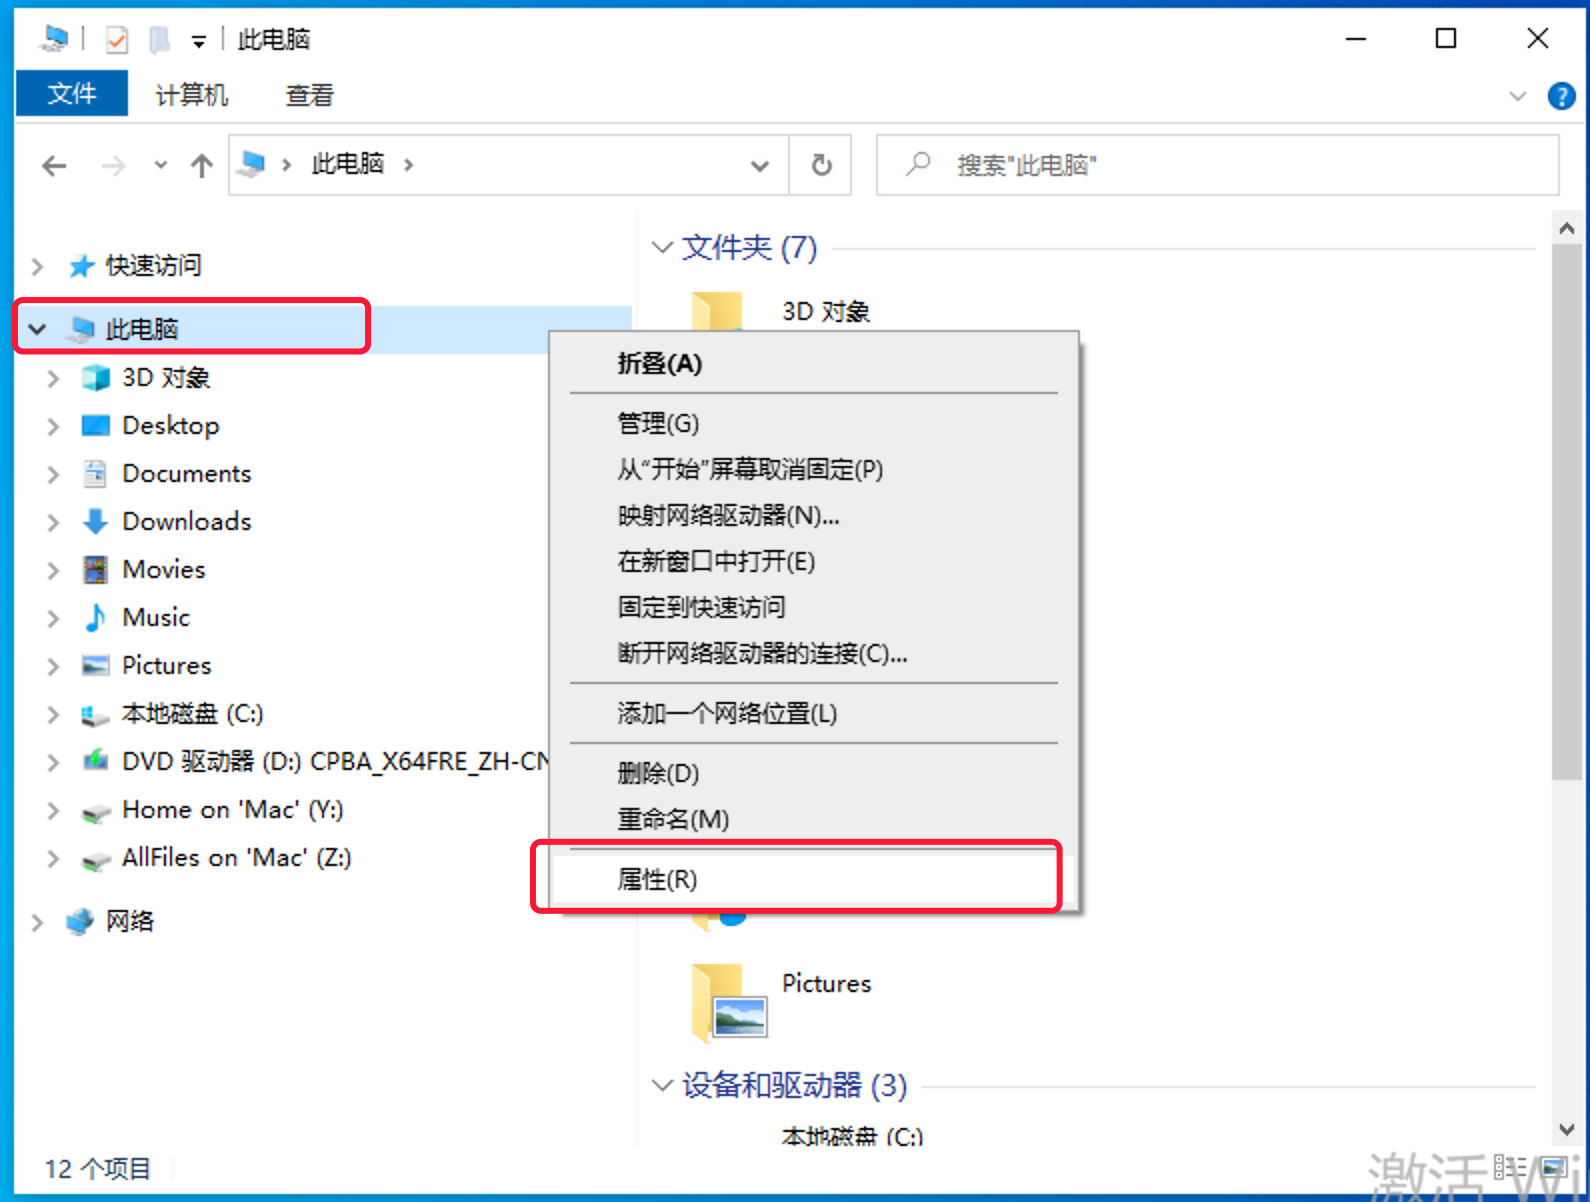 此电脑
文件 计算机 查看
此电脑
搜索"此电脑"
快速访问
此电脑
3D 对象
Desktop
Documents
Downloads
Movies
Music
Pictures
本地磁盘 (C:)
DVD 驱动器 (D:) CPBA_X64FRE_ZH-CN
Home on 'Mac' (Y:)
AllFiles on 'Mac' (Z:)
网络
文件夹 (7)
3D 对象
折叠(A)
管理(G)
从“开始”屏幕取消固定(P)
映射网络驱动器(N)...
在新窗口中打开(E)
固定到快速访问
断开网络驱动器的连接(C)...
添加一个网络位置(L)
删除(D)
重命名(M)
属性(R)
Pictures
设备和驱动器 (3)
本地磁盘 (C:)
12 个项目
激活 Wi